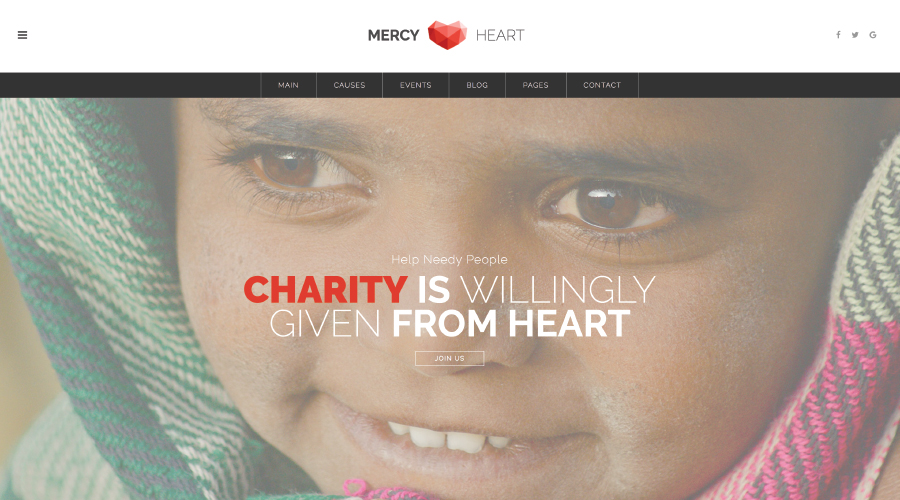 MERCY HEART
MAIN CAUSES EVENTS BLOG PAGES CONTACT
Help Needy People
CHARITY IS WILLINGLY
GIVEN FROM HEART
JOIN US